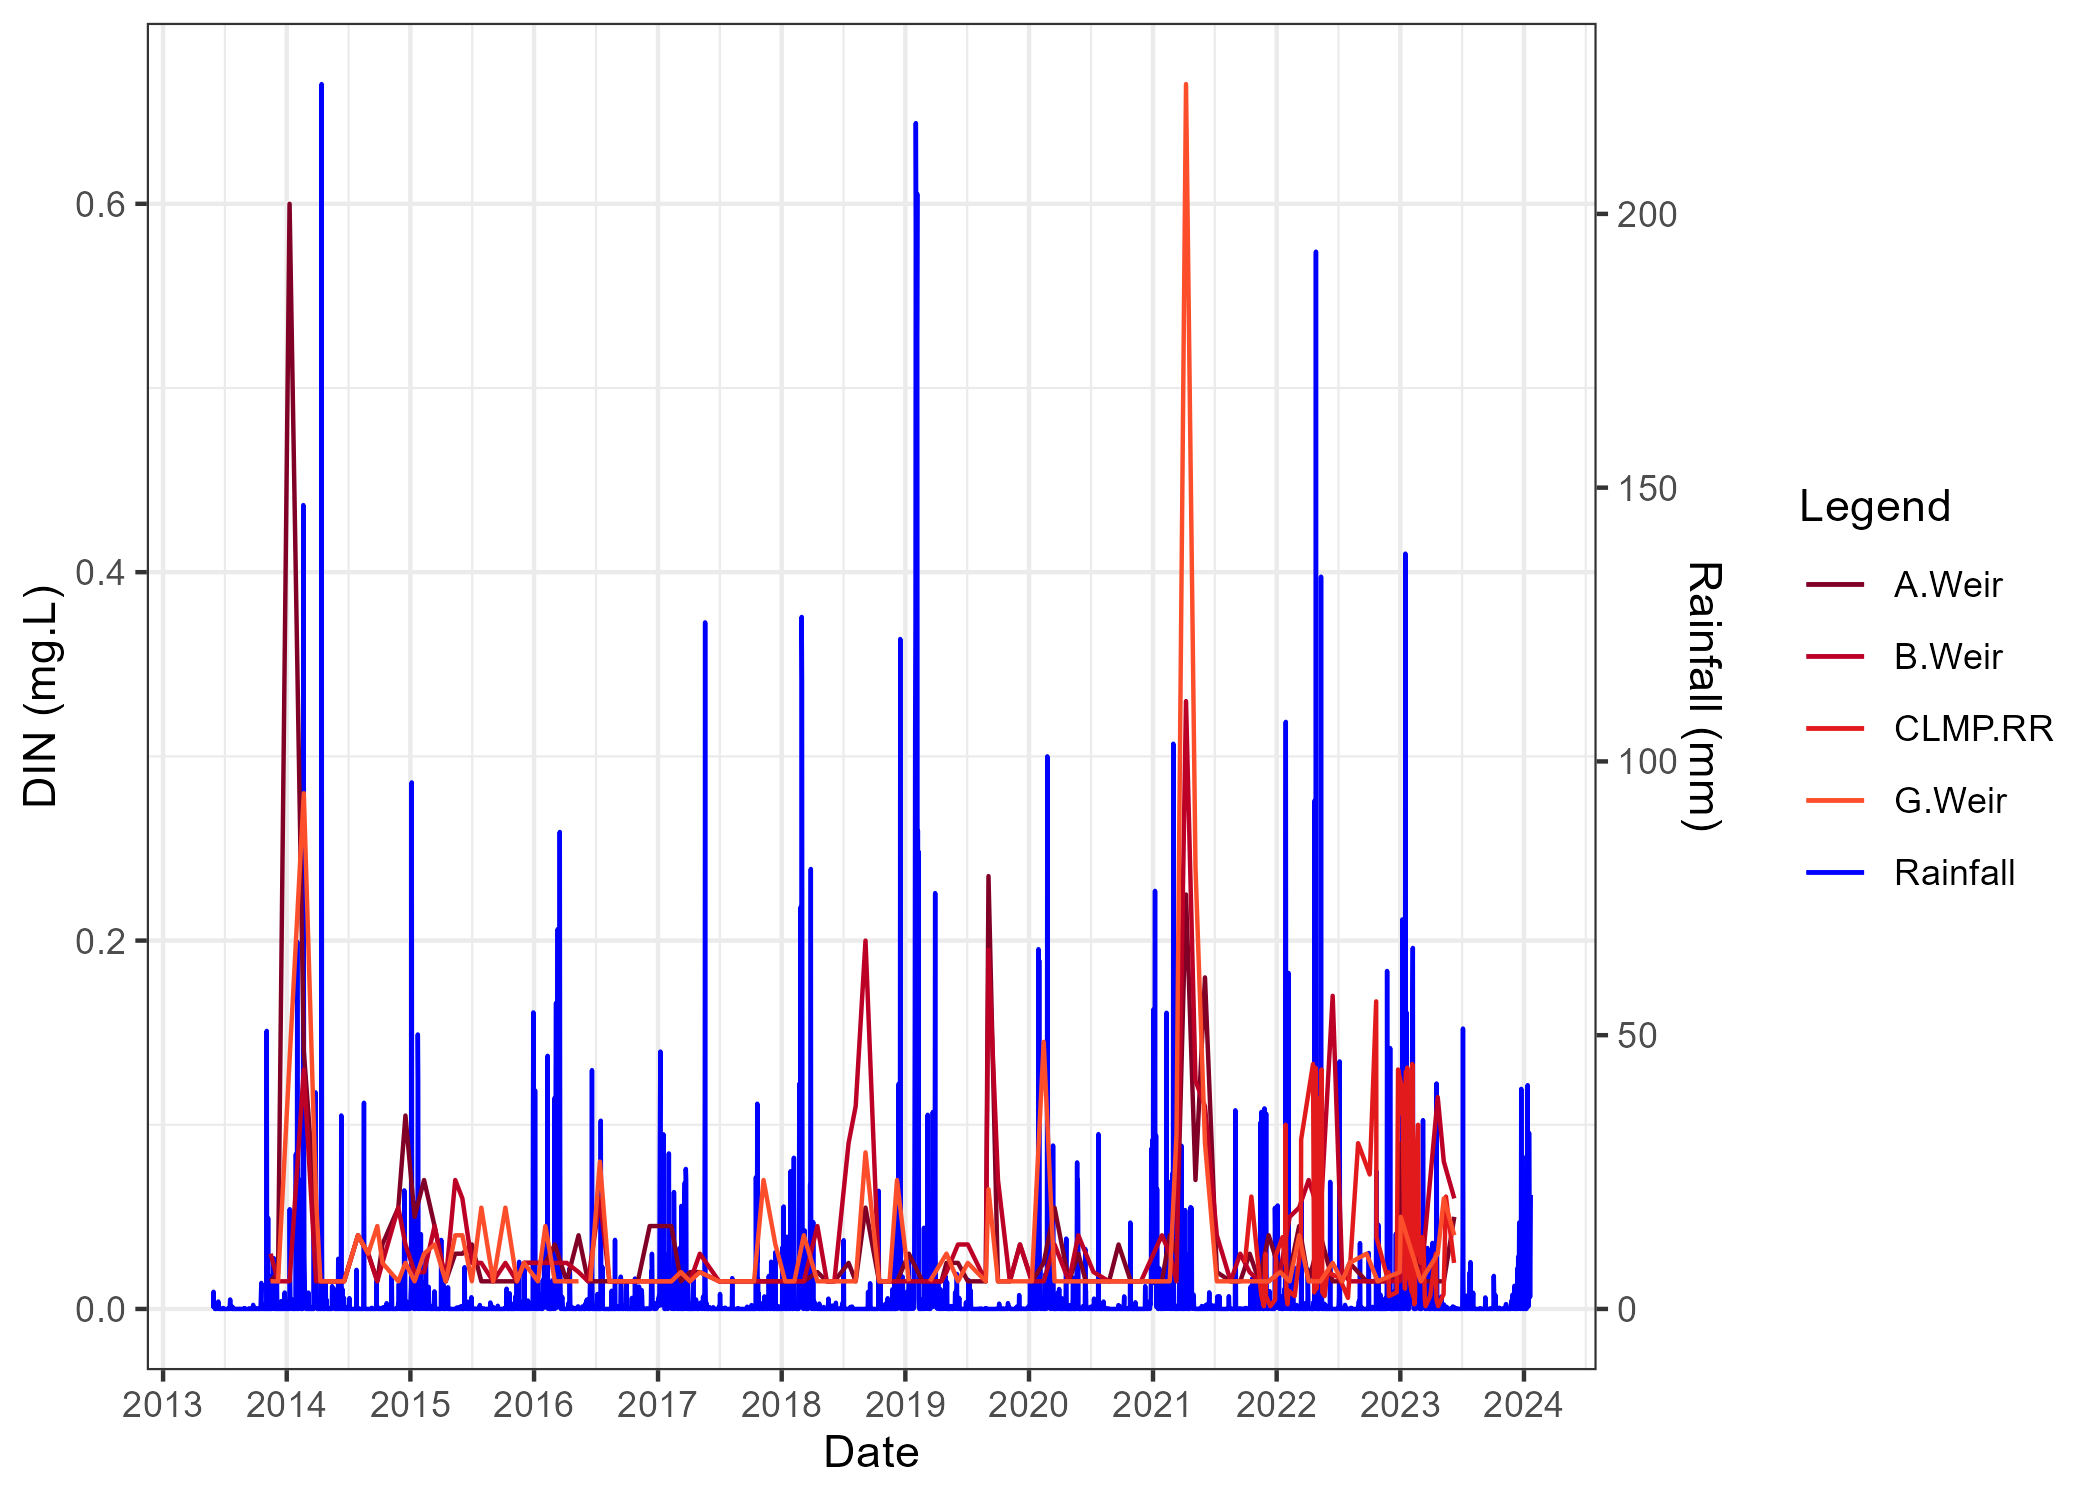 DIN (mg.L)
0.6
0.4
0.2
0.0
200
150
100
50
0
Rainfall (mm)
2013 2014 2015 2016 2017 2018 2019 2020 2021 2022 2023 2024
Date
Legend
A.Weir
B.Weir
CLMP.RR
G.Weir
Rainfall